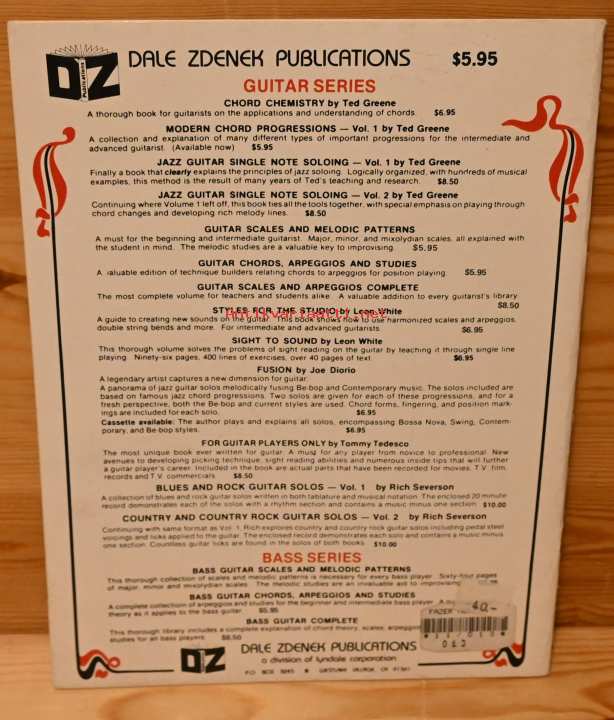 DZ Publications
DALE ZDENEK PUBLICATIONS $5.95
GUITAR SERIES
CHORD CHEMISTRY by Ted Greene
A thorough book for guitarists on the applications and understanding of chords. $6.95
MODERN CHORD PROGRESSIONS — Vol. 1 by Ted Greene
A collection and explanation of many different types of important progressions for the intermediate and
advanced guitarist. (Available now) $5.95
JAZZ GUITAR SINGLE NOTE SOLOING — Vol. 1 by Ted Greene
Finally a book that clearly explains the principles of jazz soloing. Logically organized, with hundreds of musical
examples, this method is the result of many years of Ted's teaching and research. $8.50
JAZZ GUITAR SINGLE NOTE SOLOING — Vol. 2 by Ted Greene
Continuing where Volume 1 left off, this book ties all the tools together, with special emphasis on playing through
chord changes and developing rich melody lines. $8.50
GUITAR SCALES AND MELODIC PATTERNS
A must for the beginning and intermediate guitarist. Major, minor, and mixolydian scales, all explained with
the student in mind. The melodic studies are a valuable key to improvising. $5.95
GUITAR CHORDS, ARPEGGIOS AND STUDIES
A valuable edition of technique builders relating chords to arpeggios for position playing. $5.95
GUITAR SCALES AND ARPEGGIOS COMPLETE
The most complete volume for teachers and students alike. A valuable addition to every guitarist's library.
$8.50
STYLES FOR THE STUDIO by Leon White
A guide to creating new sounds on the guitar. This book shows how to use harmonized scales and arpeggios,
double string bends and more. For intermediate and advanced guitarists. $6.95
SIGHT TO SOUND by Leon White
This thorough volume solves the problems of sight reading on the guitar by teaching it through single line
playing. Ninety-six pages, 400 lines of exercises, over 40 pages of text. $6.95
FUSION by Joe Diorio
A legendary artist captures a new dimension for guitar.
A panorama of jazz guitar solos melodically fusing Be-bop and Contemporary music. The solos included are
based on famous jazz chord progressions. Two solos are given for each of these progressions, and for a
fresh perspective, both the Be-bop and current styles are used. Chord forms, fingering, and position mark-
ings are included for each solo. $6.95
Cassette available: The author plays and explains all solos, encompassing Bossa Nova, Swing, Contem-
porary, and Be-bop styles. $6.95
FOR GUITAR PLAYERS ONLY by Tommy Tedesco
The most unique book ever written for guitar. A must for any player from novice to professional. New
avenues to developing picking technique, sight reading abilities and numerous inside tips that will further
a guitar player's career. Included in the book are actual parts that have been recorded for movies, T.V. film,
records and T.V. commercials. $8.50
BLUES AND ROCK GUITAR SOLOS — Vol. 1 by Rich Severson
A collection of blues and rock guitar solos written in both tablature and musical notation. The enclosed 20 minute
record demonstrates each of the solos with a rhythm section and contains a music minus one section. $10.00
COUNTRY AND COUNTRY ROCK GUITAR SOLOS — Vol. 2 by Rich Severson
Continuing with same format as Vol. 1, Rich explores country and country rock guitar solos including pedal steel
voicings and licks applied to the guitar. The enclosed record demonstrates each solo and contains a music minus
one section. Countless guitar licks are found in the solos of both books. $10.00
BASS SERIES
BASS GUITAR SCALES AND MELODIC PATTERNS
This thorough collection of scales and melodic patterns is necessary for every bass player. Sixty-four pages
of major, minor and mixolydian scales. The melodic studies are an invaluable aid to improvising.
BASS GUITAR CHORDS, ARPEGGIOS AND STUDIES
A complete collection of arpeggios and studies for the beginner and intermediate bass player.
theory as it applies to the bass guitar. $5.95
BASS GUITAR COMPLETE
This thorough library includes a complete explanation of chord theory, scales,
studies for all bass players. $8.50
FAZER
40,-
DZ
DALE ZDENEK PUBLICATIONS
a division of lyndale corporation